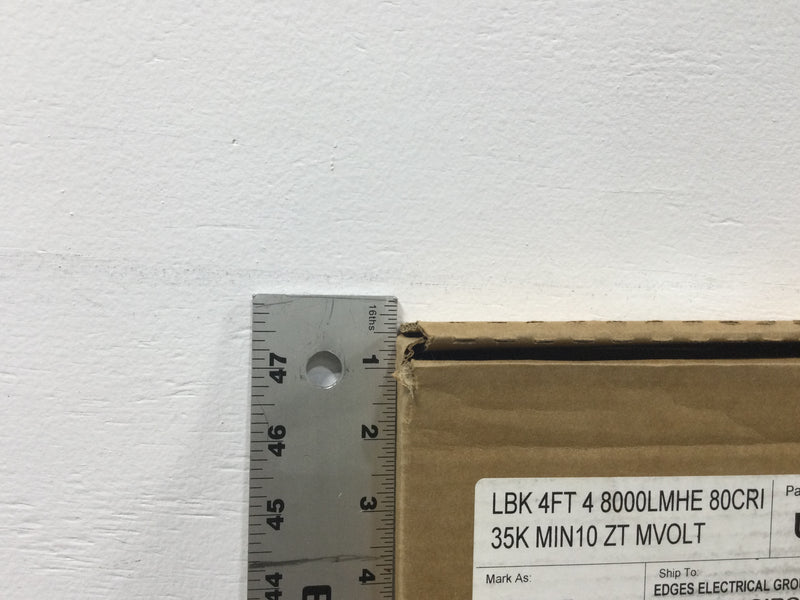 16ths
47 1
46 2
45 3
44 4
LBK 4FT 4 8000LMHE 80CRI
35K MIN10 ZT MVOLT
Mark As:
Ship To:
EDGES ELECTRICAL GRO